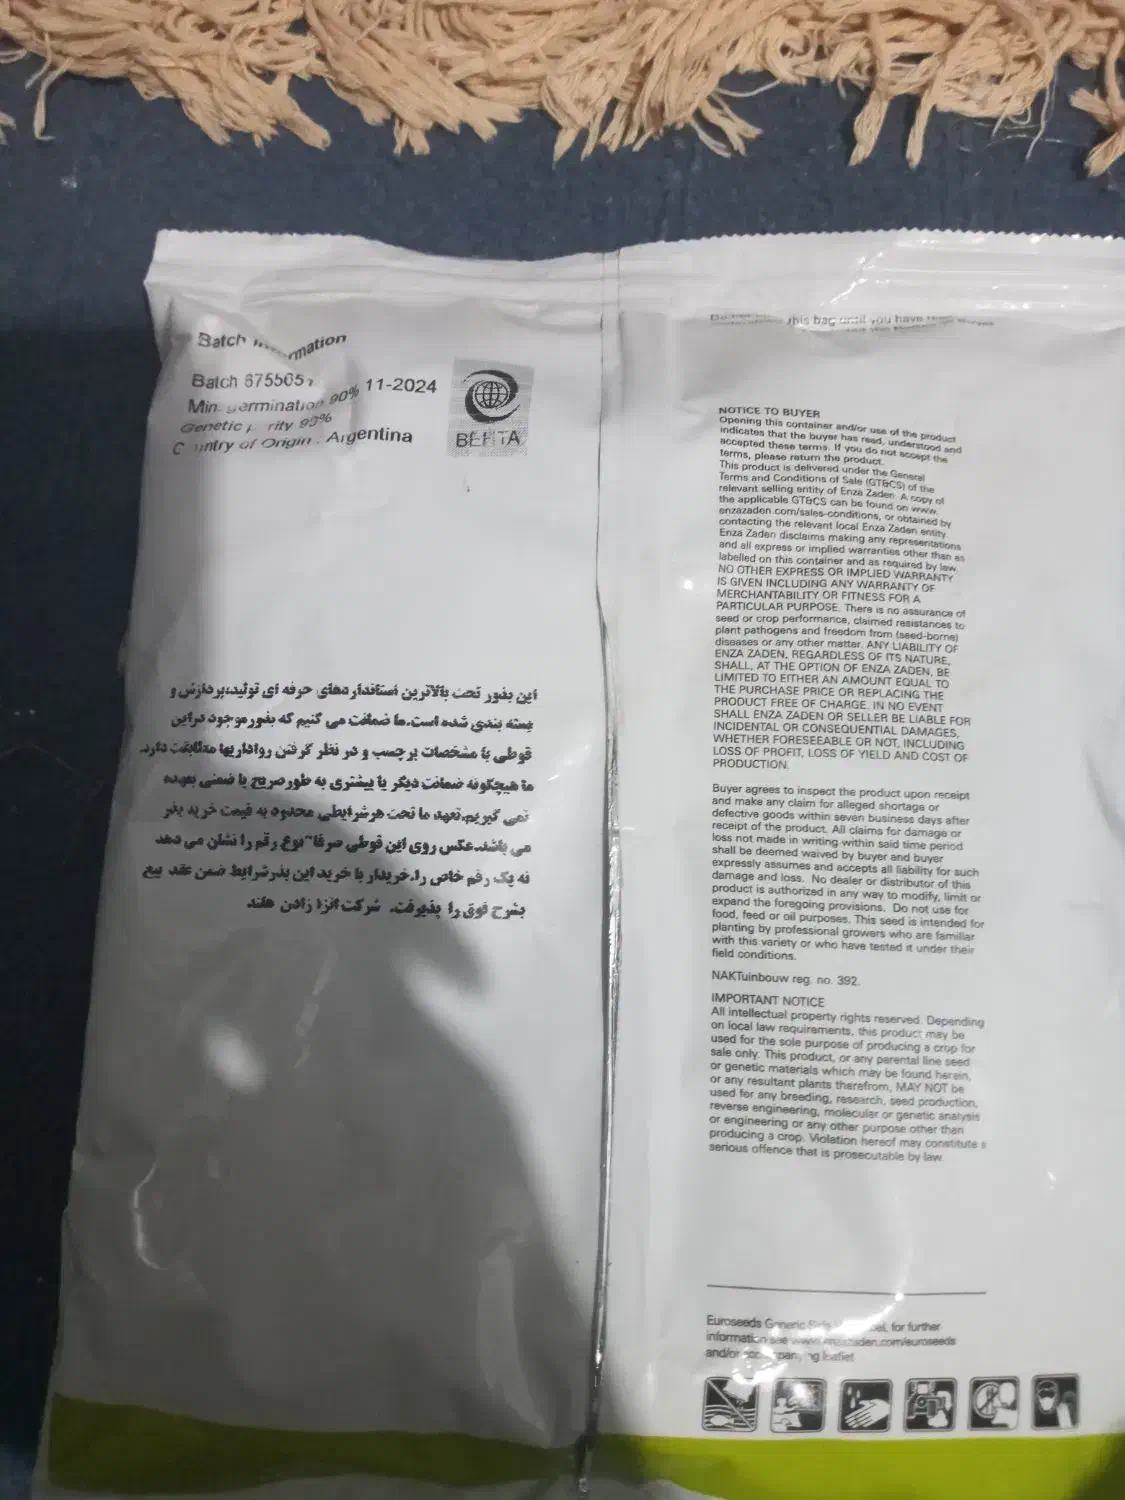 Batch
Batch 11-2024
Min. germination 90%
Genetic 99%
Country of Origin : Argentina
BERTA
این بذور تحت بالاترین استانداردهای حرفه ای تولید،پردازش و
بسته بندی شده است.ما ضمانت می کنیم که بذور موجود دراین
قوطی با مشخصات برچسب و در نظر گرفتن رواداریها مطابقت دارد.
ما هیچگونه ضمانت دیگر یا بیشتری به طور صریح یا ضمنی بعهده
نمی گیریم.تعهد ما تحت هرشرایطی محدود به قیمت خرید بذر
می باشد.عکس روی این قوطی صرفا" نوع رقم را نشان می دهد
نه یک رقم خاص را.خریدار با خرید این بذرشرایط ضمن عقد بیع
بشرح فوق را پذیرفت. شرکت انزا زادن هلند
this bag until you have
NOTICE TO BUYER
Opening this container and/or use of the product
indicates that the buyer has read, understood and
accepted these terms. If you do not accept the
terms, please return the product.
This product is delivered under the General
Terms and Conditions of Sale (GT&CS) of the
relevant selling entity of Enza Zaden. A copy of
the applicable GT&CS can be found on www.
enzazaden.com/sales-conditions, or obtained by
contacting the relevant local Enza Zaden entity.
Enza Zaden disclaims making any representations
and all express or implied warranties other than as
labelled on this container and as required by law.
NO OTHER EXPRESS OR IMPLIED WARRANTY
IS GIVEN INCLUDING ANY WARRANTY OF
MERCHANTABILITY OR FITNESS FOR A
PARTICULAR PURPOSE. There is no assurance of
seed or crop performance, claimed resistances to
plant pathogens and freedom from (seed-borne)
diseases or any other matter. ANY LIABILITY OF
ENZA ZADEN, REGARDLESS OF ITS NATURE,
SHALL, AT THE OPTION OF ENZA ZADEN, BE
LIMITED TO EITHER AN AMOUNT EQUAL TO
THE PURCHASE PRICE OR REPLACING THE
PRODUCT FREE OF CHARGE. IN NO EVENT
SHALL ENZA ZADEN OR SELLER BE LIABLE FOR
INCIDENTAL OR CONSEQUENTIAL DAMAGES,
WHETHER FORESEEABLE OR NOT, INCLUDING
LOSS OF PROFIT, LOSS OF YIELD AND COST OF
PRODUCTION.
Buyer agrees to inspect the product upon receipt
and make any claim for alleged shortage or
defective goods within seven business days after
receipt of the product. All claims for damage or
loss not made in writing within said time period
shall be deemed waived by buyer and buyer
expressly assumes and accepts all liability for such
damage and loss. No dealer or distributor of this
product is authorized in any way to modify, limit or
expand the foregoing provisions. Do not use for
food, feed or oil purposes. This seed is intended for
planting by professional growers who are familiar
with this variety or who have tested it under their
field conditions.
NAKTuinbouw reg. no. 392.
IMPORTANT NOTICE
All intellectual property rights reserved. Depending
on local law requirements, this product may be
used for the sole purpose of producing a crop for
sale only. This product, or any parental line seed
or genetic materials which may be found herein,
or any resultant plants therefrom, MAY NOT be
used for any breeding, research, seed production,
reverse engineering, molecular or genetic analysis
or engineering or any other purpose other than
producing a crop. Violation hereof may constitute a
serious offence that is prosecutable by law.
Euroseeds Generic for further
information see www.enzazaden.com/euroseeds
and/or accompanying leaflet